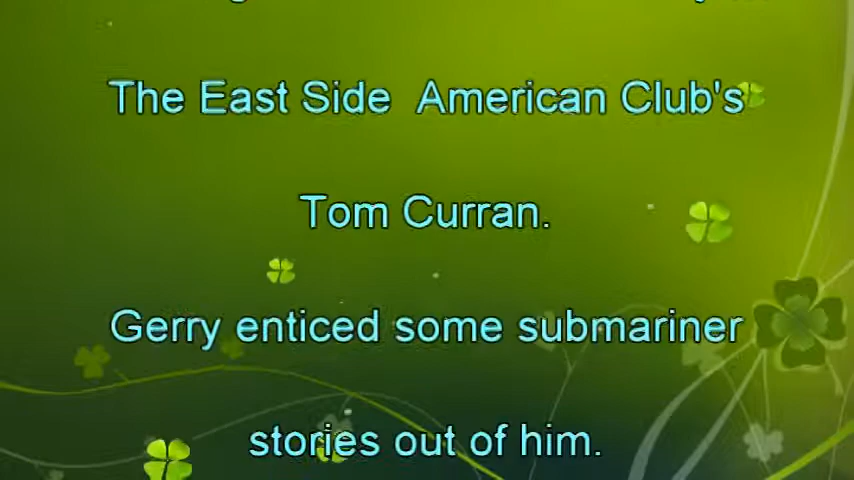 The East Side  American Club's
Tom Curran.
Gerry enticed some submariner
stories out of him.